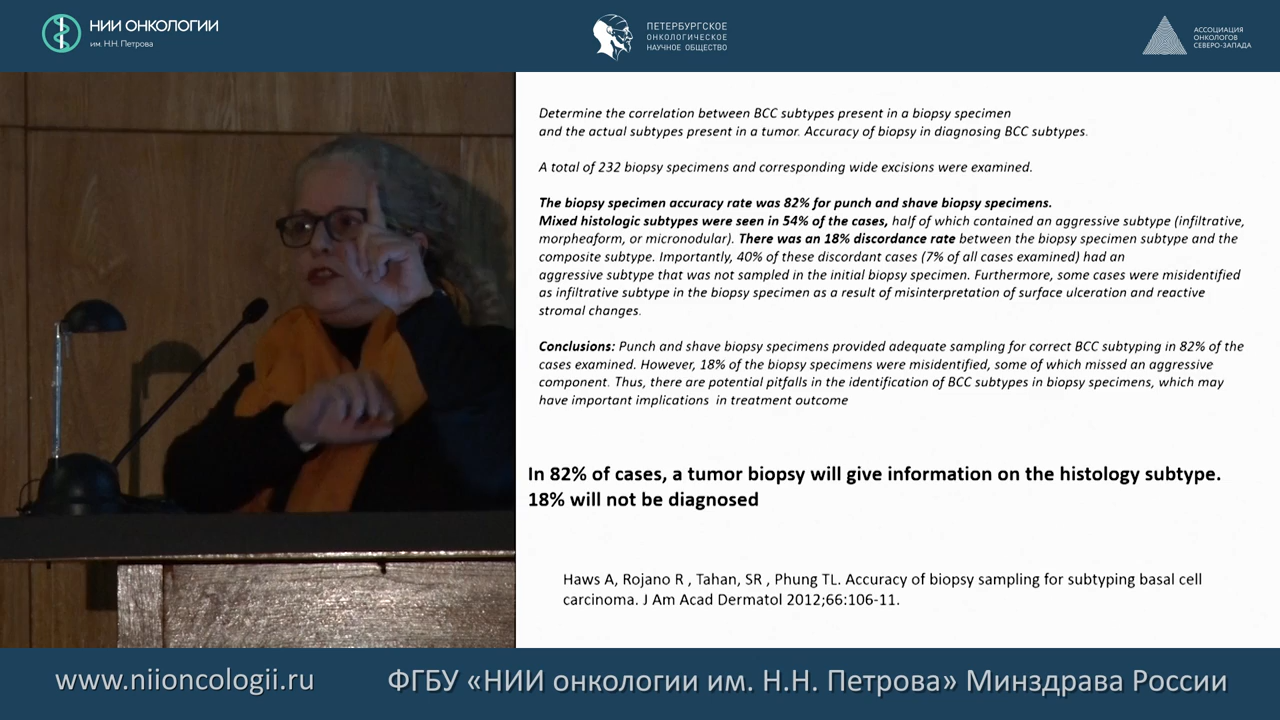 НИИ ОНКОЛОГИИ
им. Н.Н. Петрова
ПЕТЕРБУРГСКОЕ
ОНКОЛОГИЧЕСКОЕ
НАУЧНОЕ ОБЩЕСТВО
АССОЦИАЦИЯ
ОНКОЛОГОВ
СЕВЕРО-ЗАПАДА
Determine the correlation between BCC subtypes present in a biopsy specimen
and the actual subtypes present in a tumor. Accuracy of biopsy in diagnosing BCC subtypes.
A total of 232 biopsy specimens and corresponding wide excisions were examined.
The biopsy specimen accuracy rate was 82% for punch and shave biopsy specimens.
Mixed histologic subtypes were seen in 54% of the cases, half of which contained an aggressive subtype (infiltrative,
morpheaform, or micronodular). There was an 18% discordance rate between the biopsy specimen subtype and the
composite subtype. Importantly, 40% of these discordant cases (7% of all cases examined) had an
aggressive subtype that was not sampled in the initial biopsy specimen. Furthermore, some cases were misidentified
as infiltrative subtype in the biopsy specimen as a result of misinterpretation of surface ulceration and reactive
stromal changes.
Conclusions: Punch and shave biopsy specimens provided adequate sampling for correct BCC subtyping in 82% of the
cases examined. However, 18% of the biopsy specimens were misidentified, some of which missed an aggressive
component. Thus, there are potential pitfalls in the identification of BCC subtypes in biopsy specimens, which may
have important implications in treatment outcome
In 82% of cases, a tumor biopsy will give information on the histology subtype.
18% will not be diagnosed
Haws A, Rojano R , Tahan, SR , Phung TL. Accuracy of biopsy sampling for subtyping basal cell
carcinoma. J Am Acad Dermatol 2012;66:106-11.
www.niioncologii.ru
ФГБУ «НИИ онкологии им. Н.Н. Петрова» Минздрава России